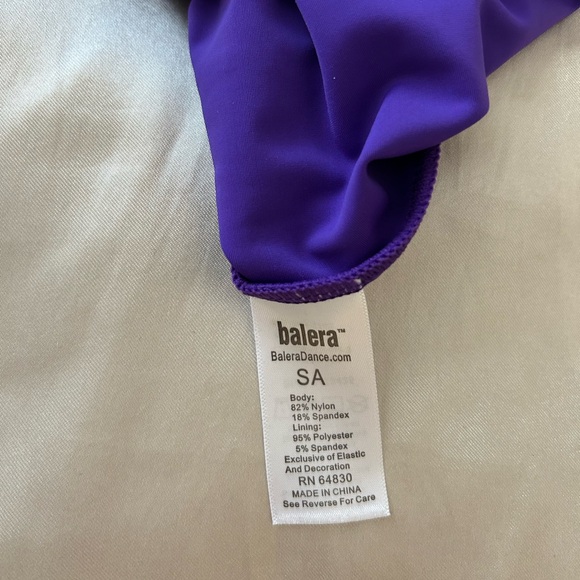 balera™
BaleraDance.com
SA
Body:
82% Nylon
18% Spandex
Lining:
95% Polyester
5% Spandex
Exclusive of Elastic
And Decoration
RN 64830
MADE IN CHINA
See Reverse For Care